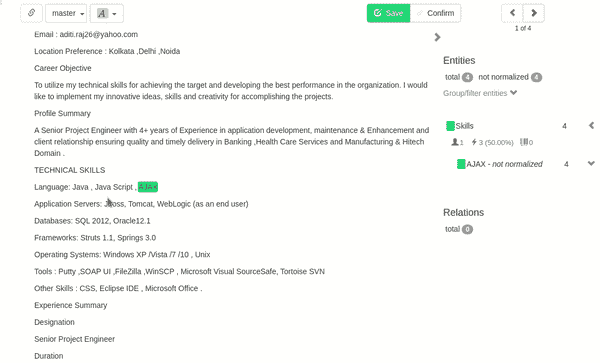 master
A
Save
Confirm
1 of 4
Email : aditi.raj26@yahoo.com
Location Preference : Kolkata ,Delhi ,Noida
Career Objective
To utilize my technical skills for achieving the target and developing the best performance in the organization. I would
like to implement my innovative ideas, skills and creativity for accomplishing the projects.
Profile Summary
A Senior Project Engineer with 4+ years of Experience in application development, maintenance & Enhancement and
client relationship ensuring quality and timely delivery in Banking ,Health Care Services and Manufacturing & Hitech
Domain .
TECHNICAL SKILLS
Language: Java , Java Script , AJAX
Application Servers: Jboss, Tomcat, WebLogic (as an end user)
Databases: SQL 2012, Oracle12.1
Frameworks: Struts 1.1, Springs 3.0
Operating Systems: Windows XP /Vista /7 /10 , Unix
Tools : Putty ,SOAP UI ,FileZilla ,WinSCP , Microsoft Visual SourceSafe, Tortoise SVN
Other Skills : CSS, Eclipse IDE , Microsoft Office .
Experience Summary
Designation
Senior Project Engineer
Duration
Entities
total 4 not normalized 4
Group/filter entities
Skills 4
1 3 (50.00%) 0
AJAX - not normalized 4
Relations
total 0